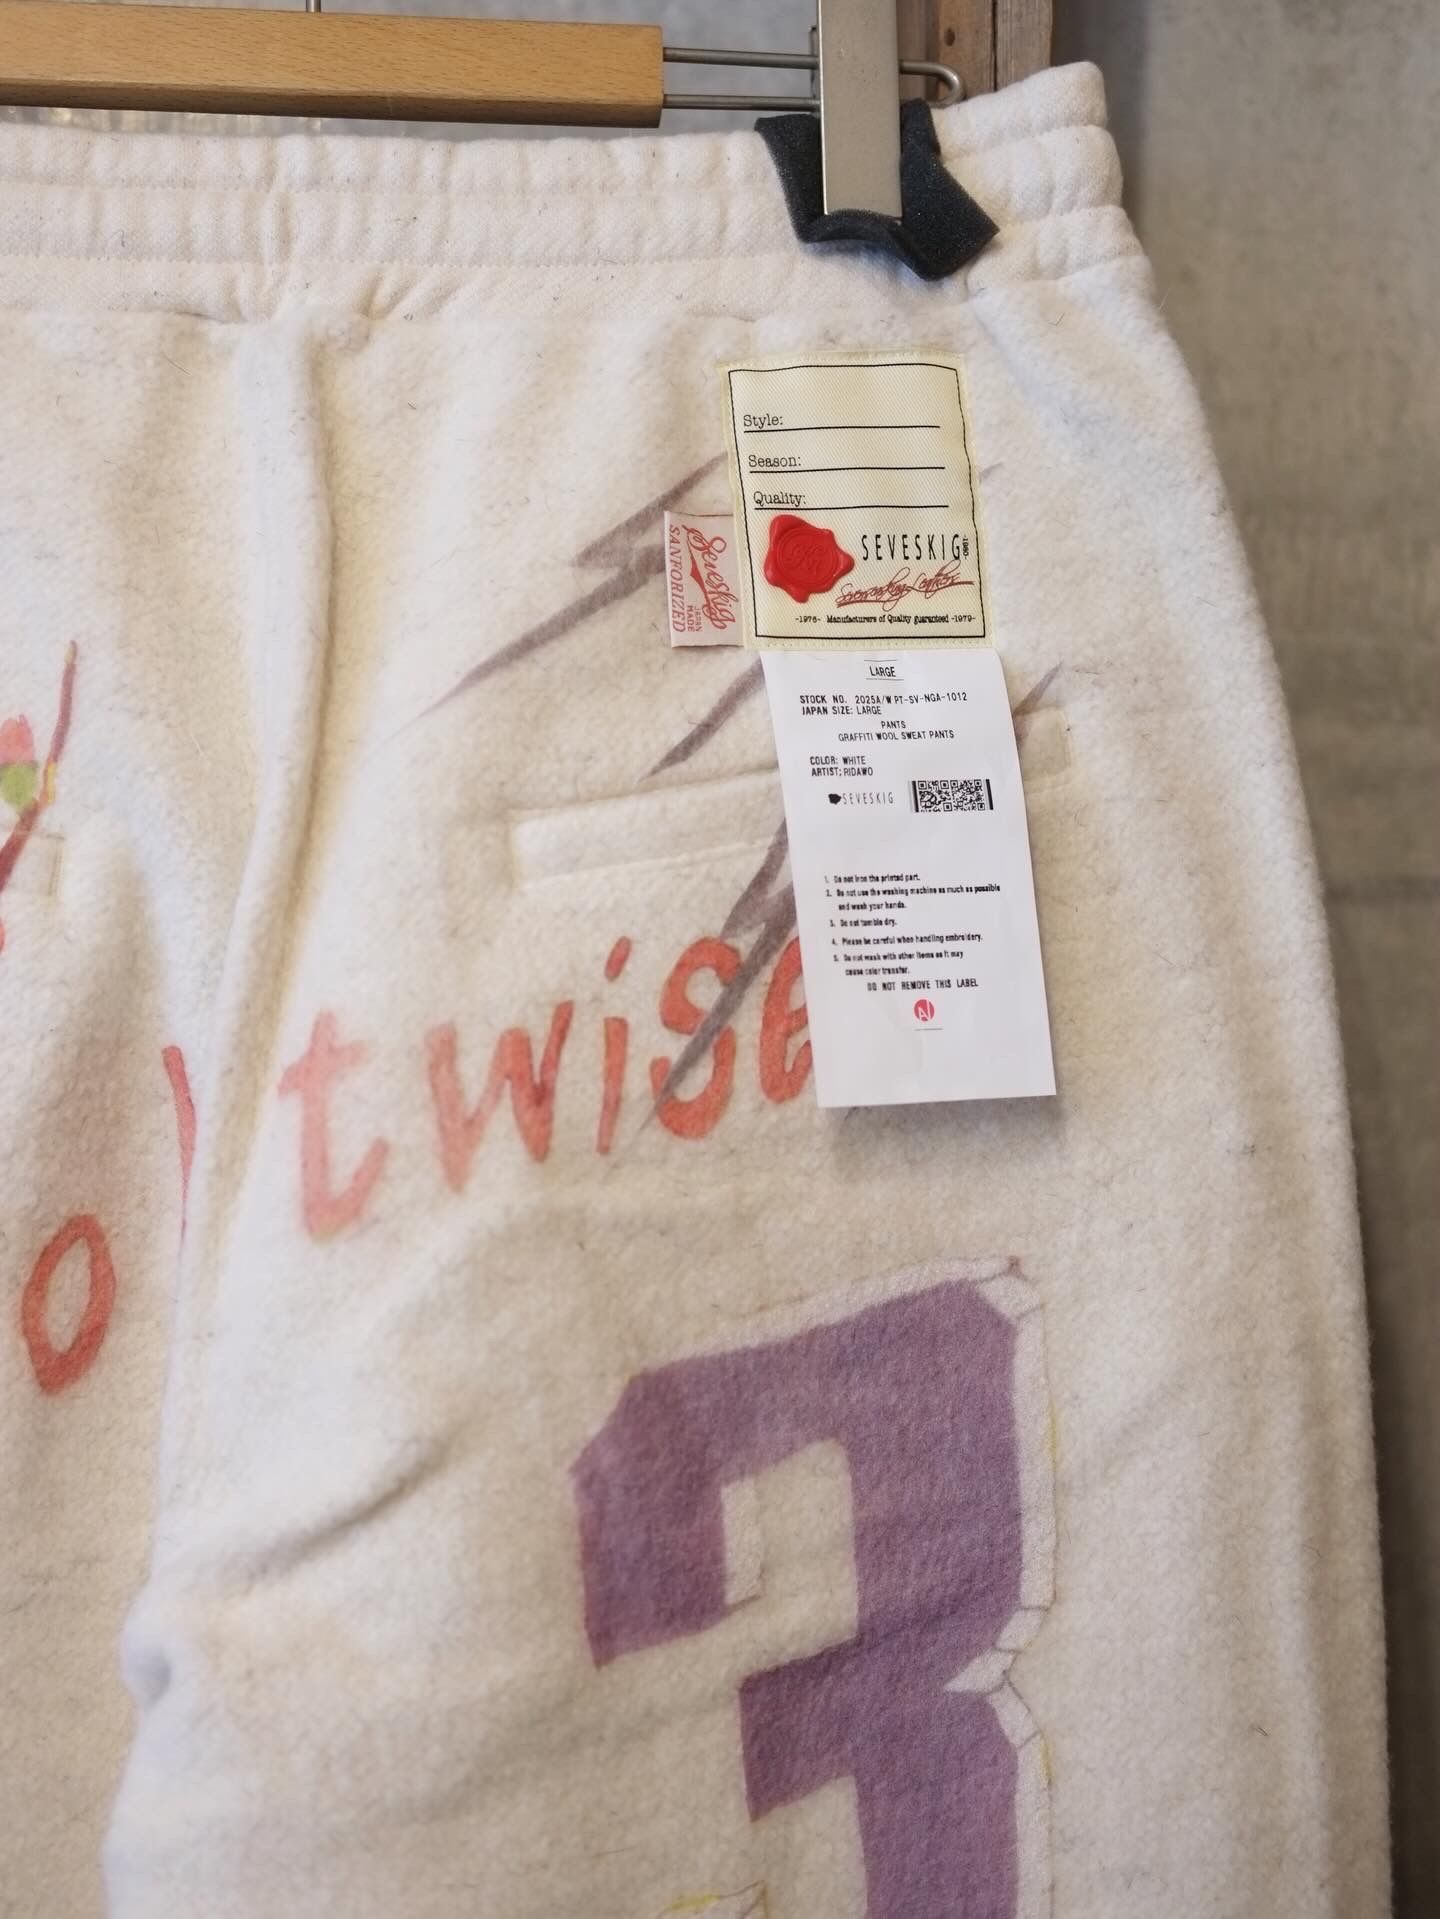 Style:
Season:
Quality:
SEVESKIG
-1976- Manufacturers of Quality guaranteed -1979-
Seveskig
SANFORIZED
JAPAN
MADE
LARGE
STOCK NO. 2025A/W PT-SV-NGA-1012
JAPAN SIZE: LARGE
PANTS
GRAFFITI WOOL SWEAT PANTS
COLOR: WHITE
ARTIST; RIDAWO
SEVESKIG
1. Do not iron the printed part.
2. Do not use the washing machine as much as possible
and wash your hands.
3. Do not tumble dry.
4. Please be careful when handling embroidery.
5. Do not wash with other items as it may
cause color transfer.
DO NOT REMOVE THIS LABEL
twise
o
3